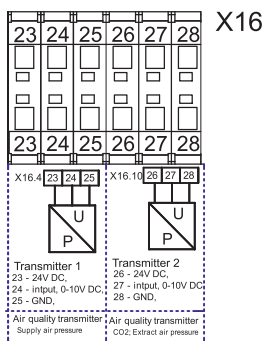 X16
23 24 25 26 27 28
23 24 25 26 27 28
X16.4 23 24 25
X16.10 26 27 28
U
P
U
P
Transmitter 1
23 - 24V DC,
24 - intput, 0-10V DC,
25 - GND,
Transmitter 2
26 - 24V DC,
27 - intput, 0-10V DC
28 - GND,
Air quality transmitter
Supply air pressure
Air quality transmitter
CO2; Extract air pressure